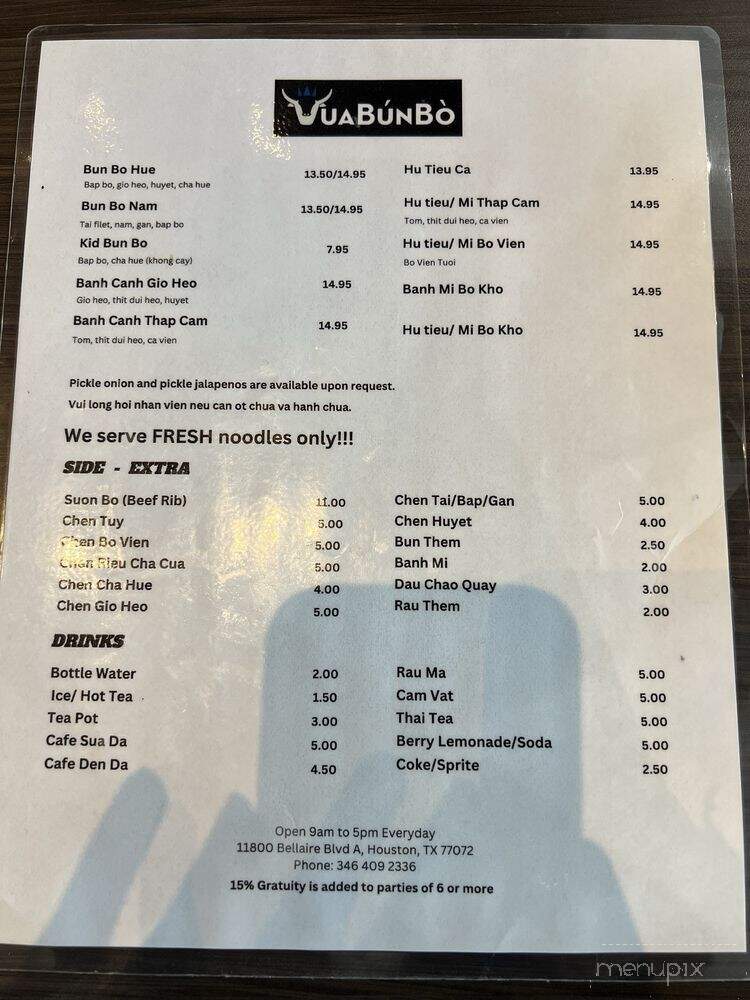 VUABÚNBÒ
Bun Bo Hue 13.50/14.95
Bap bo, gio heo, huyet, cha hue
Bun Bo Nam 13.50/14.95
Tai filet, nam, gan, bap bo
Kid Bun Bo 7.95
Bap bo, cha hue (khong cay)
Banh Canh Gio Heo 14.95
Gio heo, thit dui heo, huyet
Banh Canh Thap Cam 14.95
Tom, thit dui heo, ca vien
Hu Tieu Ca 13.95
Hu tieu/ Mi Thap Cam 14.95
Tom, thit dui heo, ca vien
Hu tieu/ Mi Bo Vien 14.95
Bo Vien Tuoi
Banh Mi Bo Kho 14.95
Hu tieu/ Mi Bo Kho 14.95
Pickle onion and pickle jalapenos are available upon request.
Vui long hoi nhan vien neu can ot chua va hanh chua.
We serve FRESH noodles only!!!
SIDE - EXTRA
Suon Bo (Beef Rib) 11.00
Chen Tuy 5.00
Chen Bo Vien 5.00
Chen Rieu Cha Cua 5.00
Chen Cha Hue 4.00
Chen Gio Heo 5.00
Chen Tai/Bap/Gan 5.00
Chen Huyet 4.00
Bun Them 2.50
Banh Mi 2.00
Dau Chao Quay 3.00
Rau Them 2.00
DRINKS
Bottle Water 2.00
Ice/ Hot Tea 1.50
Tea Pot 3.00
Cafe Sua Da 5.00
Cafe Den Da 4.50
Rau Ma 5.00
Cam Vat 5.00
Thai Tea 5.00
Berry Lemonade/Soda 5.00
Coke/Sprite 2.50
Open 9am to 5pm Everyday
11800 Bellaire Blvd A, Houston, TX 77072
Phone: 346 409 2336
15% Gratuity is added to parties of 6 or more
menupix